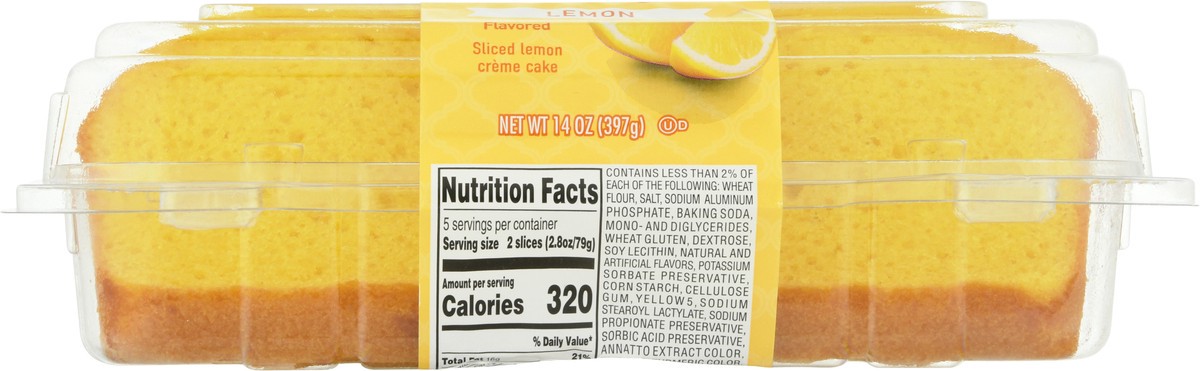 LEMON
Flavored
Sliced lemon
crème cake
NET WT 14 OZ (397g) U D
Nutrition Facts
5 servings per container
Serving size 2 slices (2.8oz/79g)
Amount per serving
Calories 320
% Daily Value*
Total Fat 21%
CONTAINS LESS THAN 2% OF
EACH OF THE FOLLOWING: WHEAT
FLOUR, SALT, SODIUM ALUMINUM
PHOSPHATE, BAKING SODA,
MONO- AND DIGLYCERIDES,
WHEAT GLUTEN, DEXTROSE,
SOY LECITHIN, NATURAL AND
ARTIFICIAL FLAVORS, POTASSIUM
SORBATE PRESERVATIVE,
CORN STARCH, CELLULOSE
GUM, YELLOW 5, SODIUM
STEAROYL LACTYLATE, SODIUM
PROPIONATE PRESERVATIVE,
SORBIC ACID PRESERVATIVE,
ANNATTO EXTRACT COLOR,
COLOR,